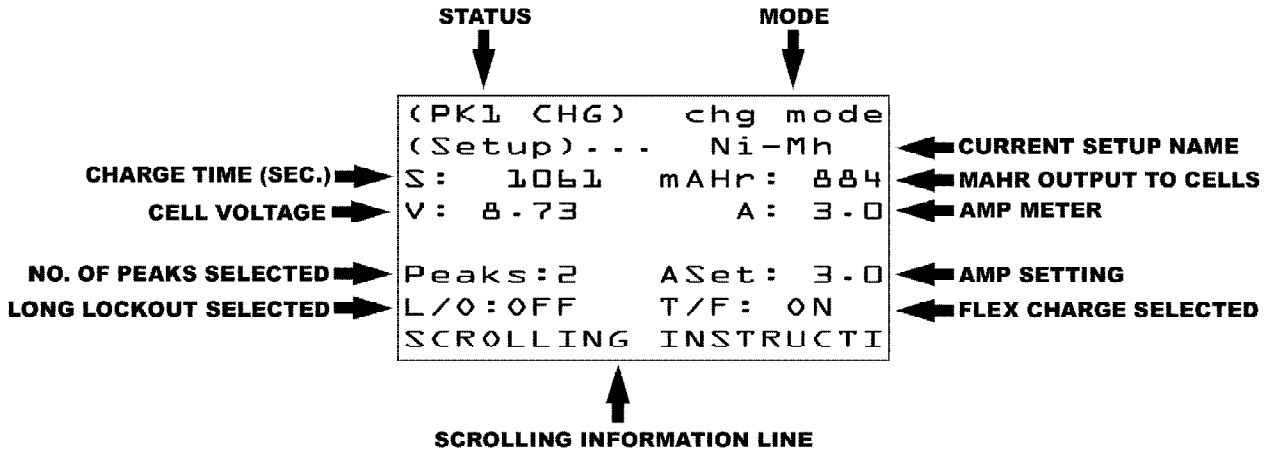 STATUS MODE
(PK1 CHG) chg mode
(Setup)... Ni-Mh CURRENT SETUP NAME
CHARGE TIME (SEC.) S: 1061 mAHr: 884 MAHR OUTPUT TO CELLS
CELL VOLTAGE V: 8.73 A: 3.0 AMP METER
NO. OF PEAKS SELECTED Peaks:2 ASet: 3.0 AMP SETTING
LONG LOCKOUT SELECTED L/O:OFF T/F: ON FLEX CHARGE SELECTED
SCROLLING INSTRUCTI
SCROLLING INFORMATION LINE